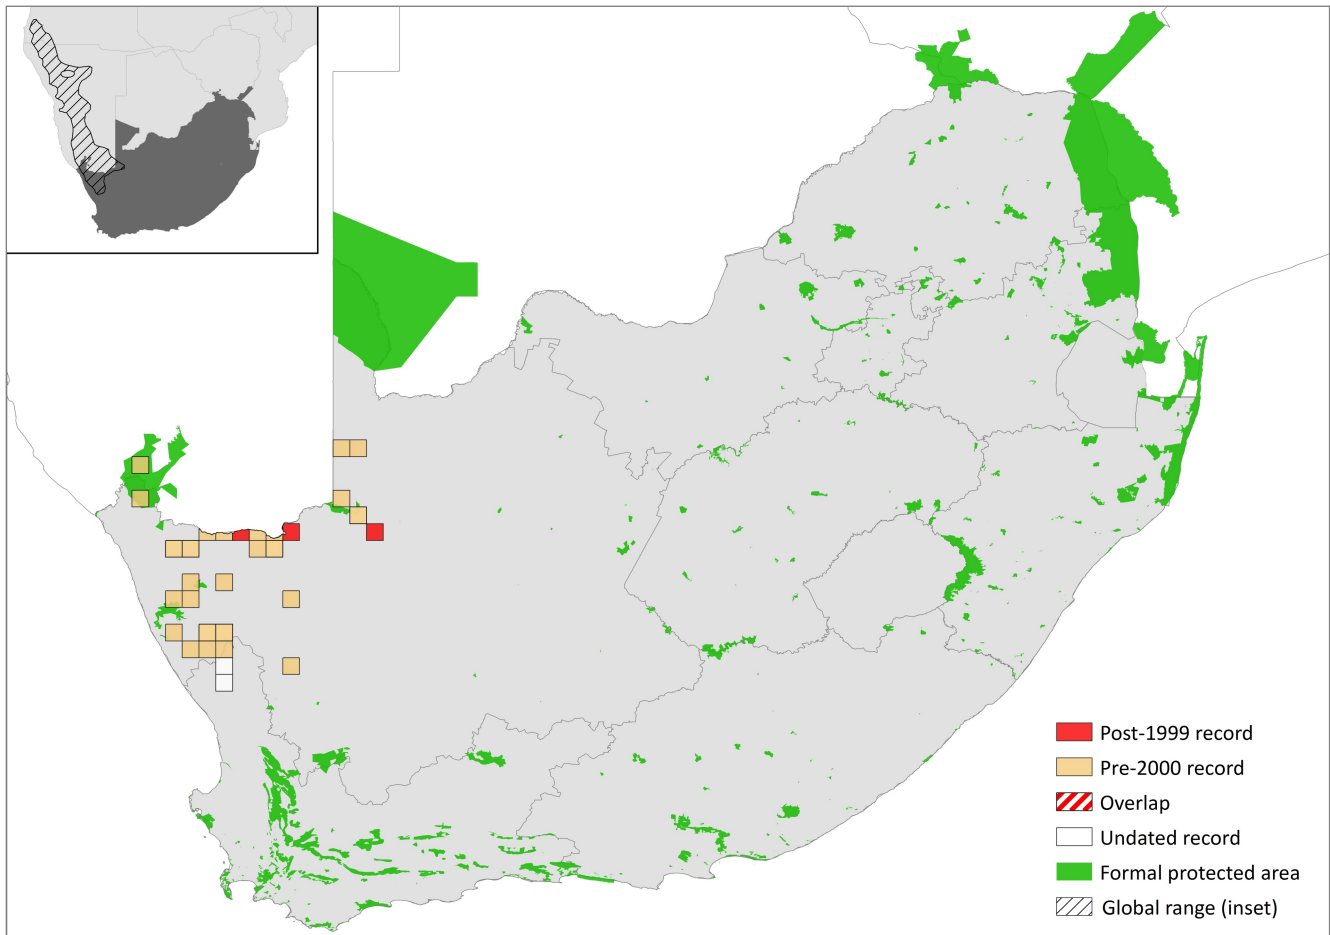 Post-1999 record
Pre-2000 record
Overlap
Undated record
Formal protected area
Global range (inset)